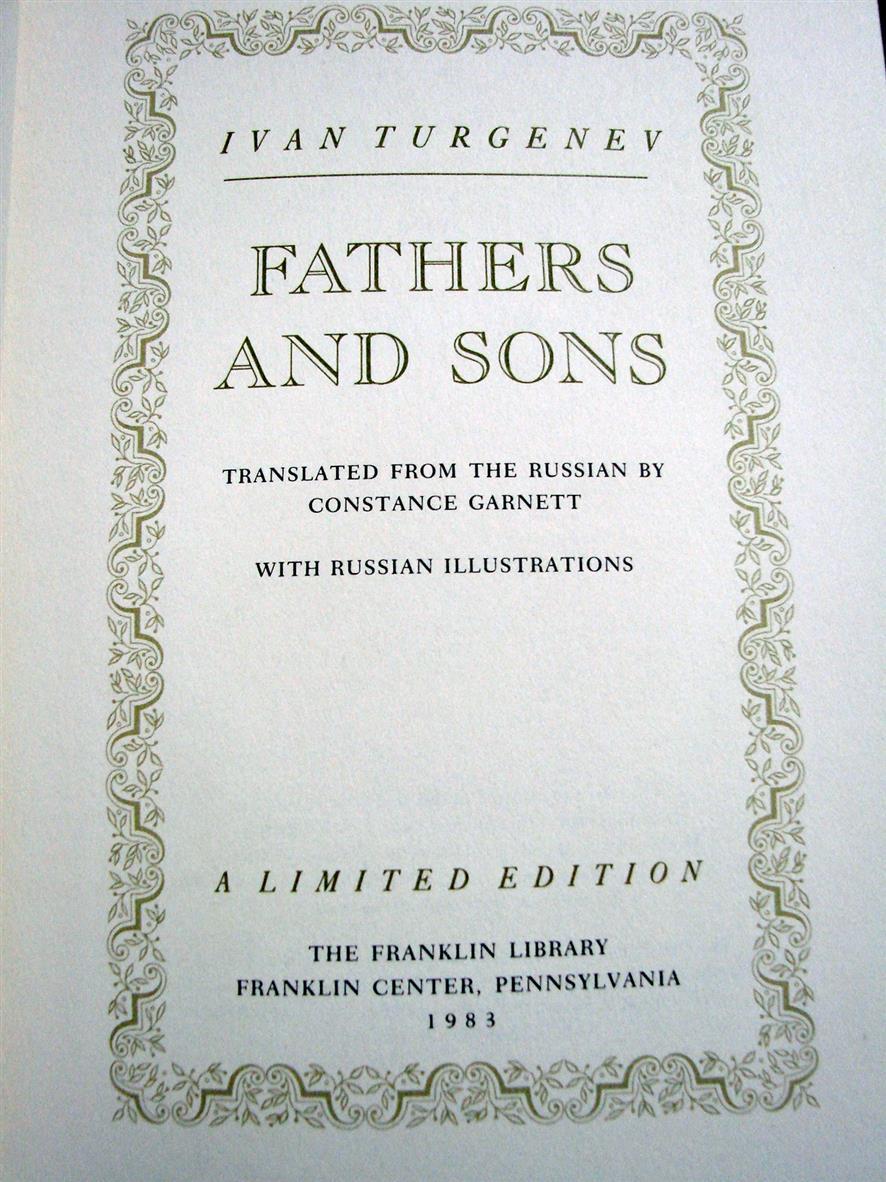 IVAN TURGENEV
FATHERS
AND SONS
TRANSLATED FROM THE RUSSIAN BY
CONSTANCE GARNETT
WITH RUSSIAN ILLUSTRATIONS
A LIMITED EDITION
THE FRANKLIN LIBRARY
FRANKLIN CENTER, PENNSYLVANIA
1983